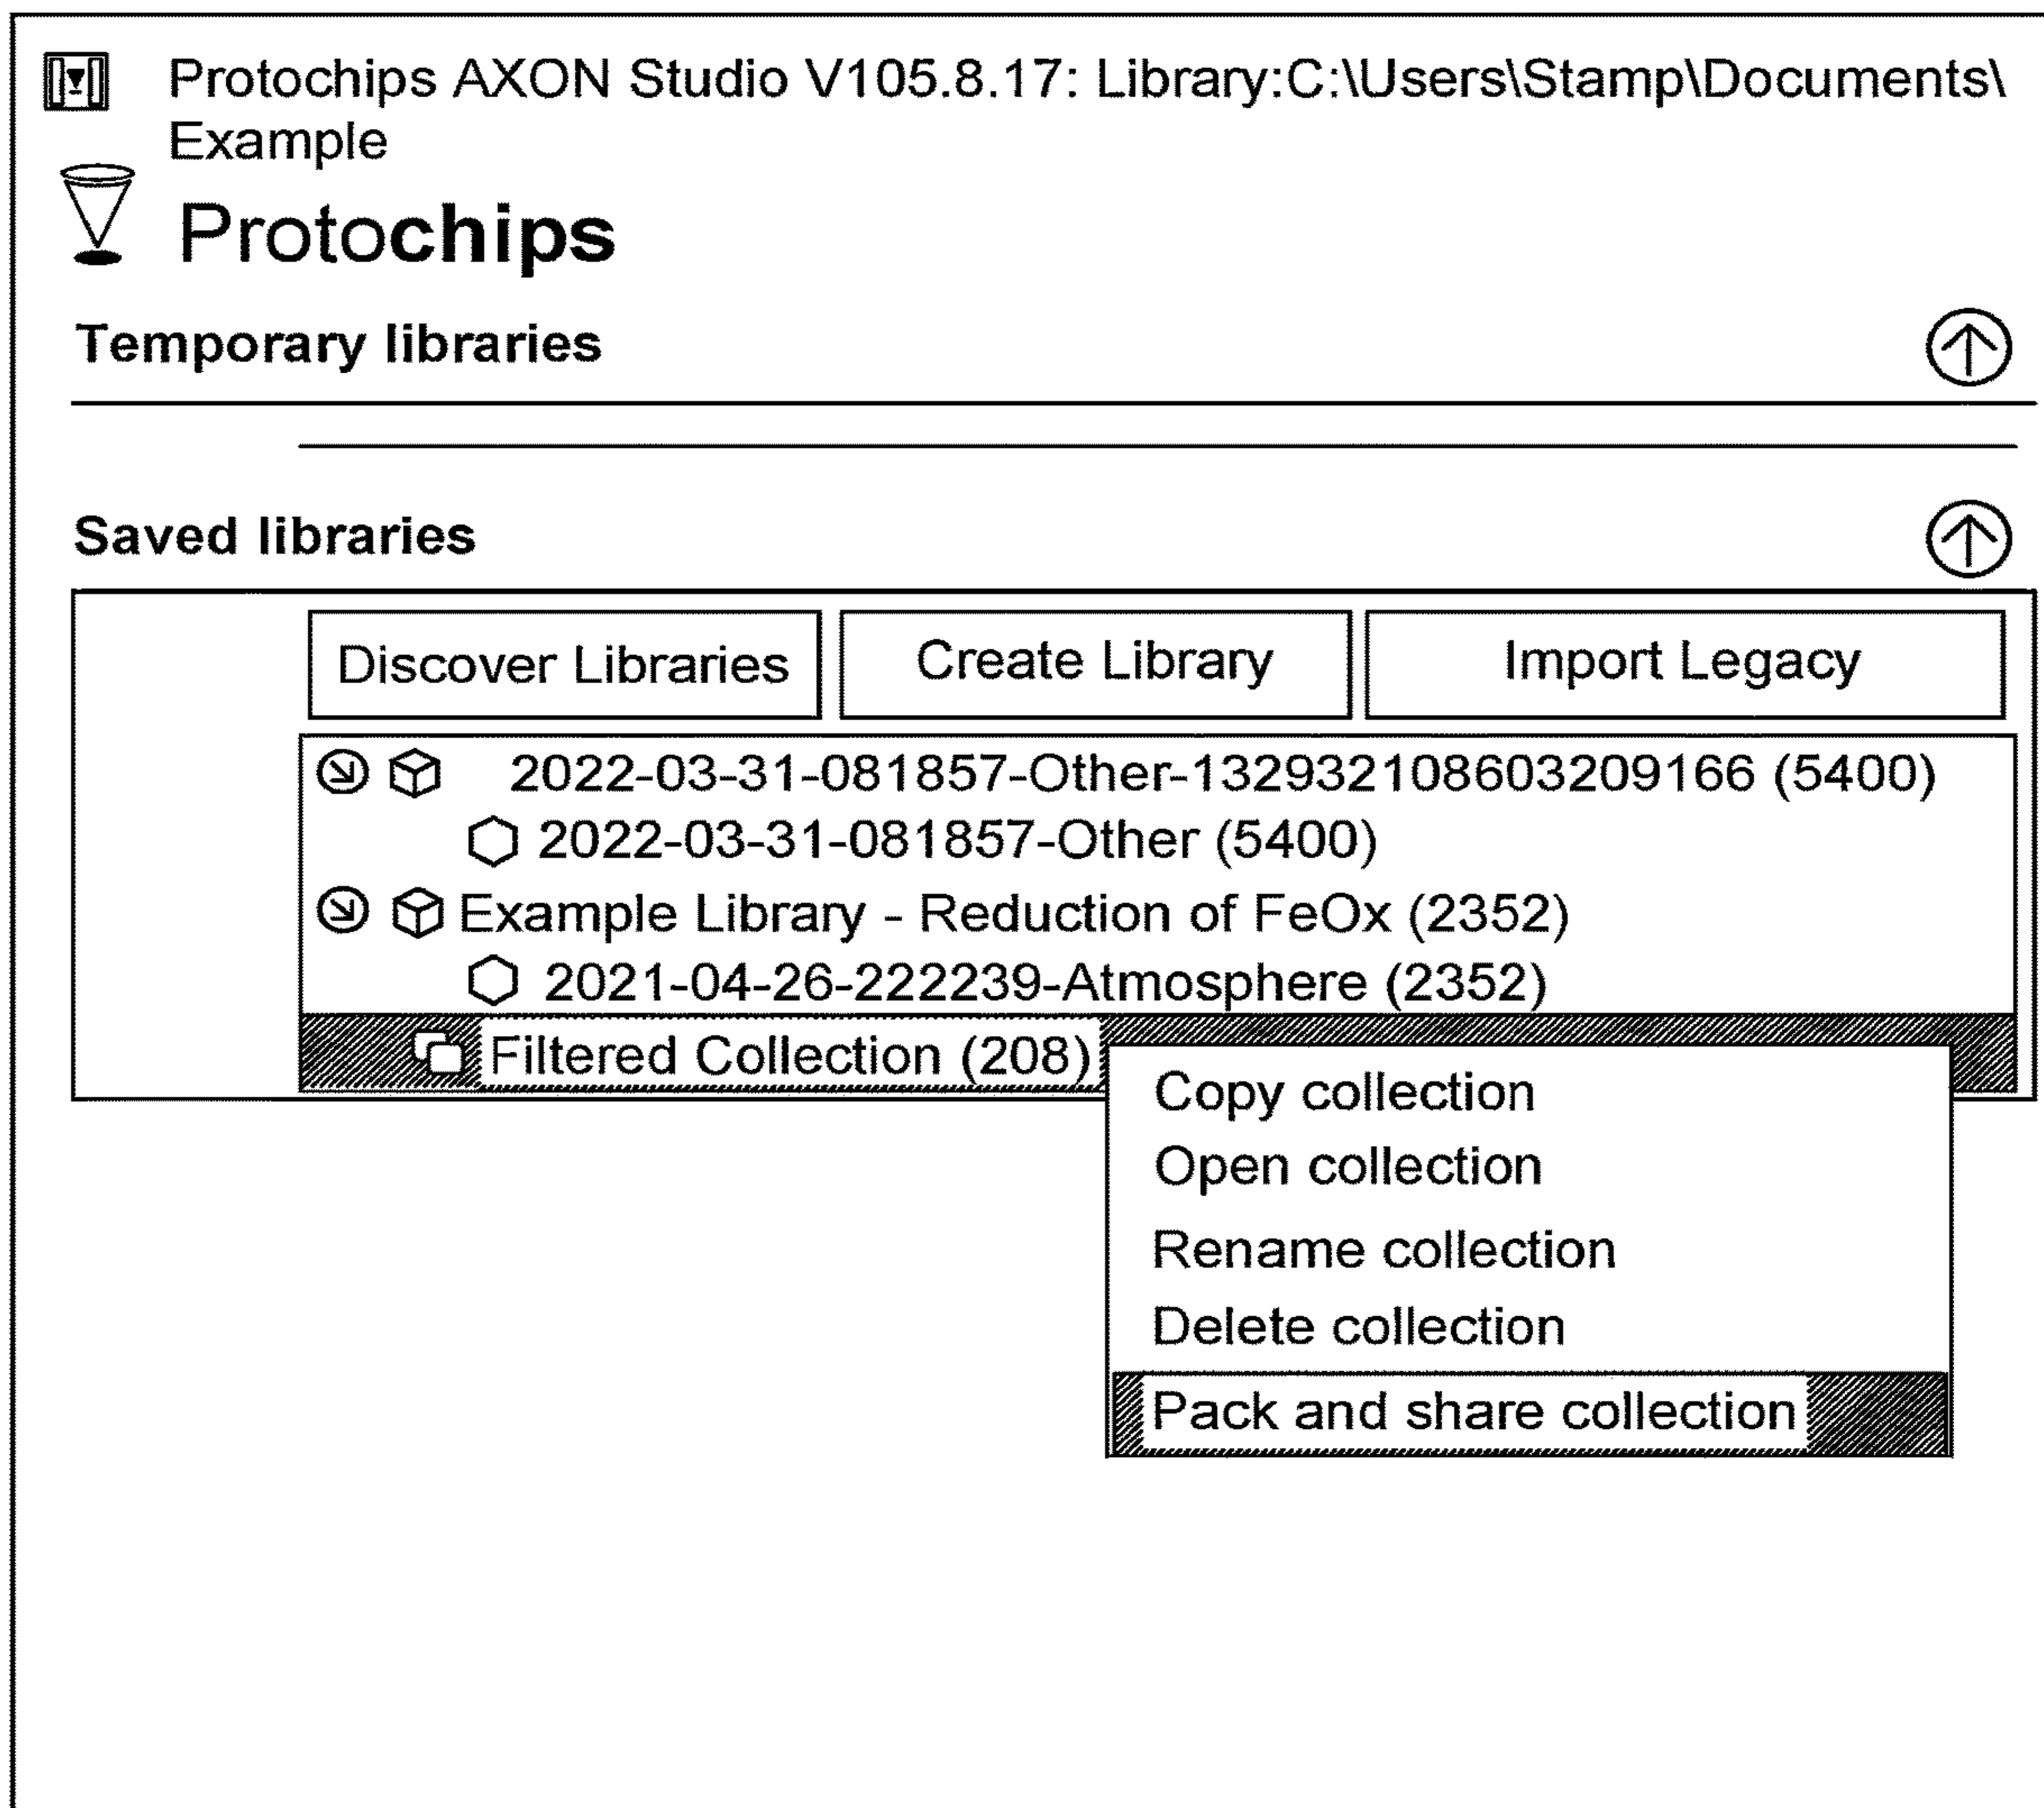 Protochips AXON Studio V105.8.17: Library:C:\Users\Stamp\Documents\
Example
Protochips
Temporary libraries
Saved libraries
Discover Libraries
Create Library
Import Legacy
2022-03-31-081857-Other-132932108603209166 (5400)
2022-03-31-081857-Other (5400)
Example Library - Reduction of FeOx (2352)
2021-04-26-222239-Atmosphere (2352)
Filtered Collection (208)
Copy collection
Open collection
Rename collection
Delete collection
Pack and share collection